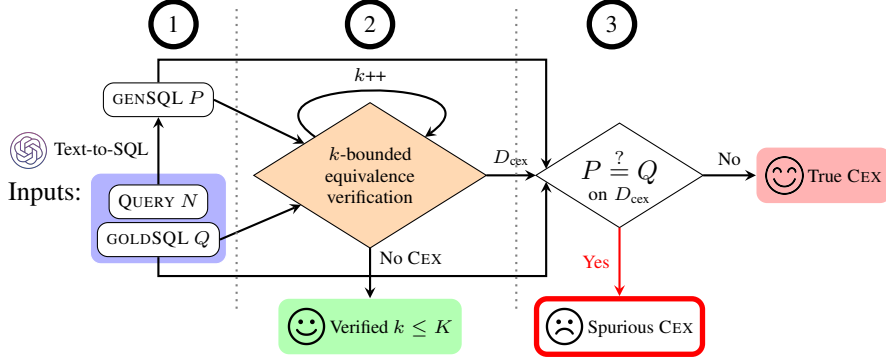 1
2
3
k++
GENSQL P
Text-to-SQL
k-bounded
equivalence
verification
D_cex
P ?= Q
on D_cex
No
True CEX
Inputs:
QUERY N
GOLDSQL Q
No CEX
Yes
Verified k ≤ K
Spurious CEX